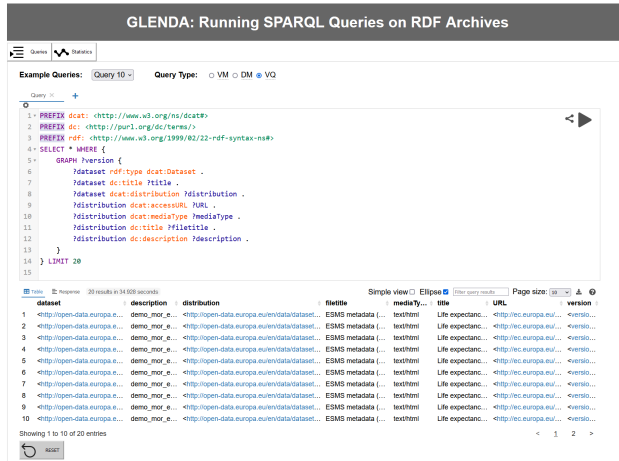 GLENDA: Running SPARQL Queries on RDF Archives
Queries Statistics
Example Queries: Query 10 Query Type: VM DM VQ
Query × +
1 PREFIX dcat: <http://www.w3.org/ns/dcat#>
2 PREFIX dc: <http://purl.org/dc/terms/>
3 PREFIX rdf: <http://www.w3.org/1999/02/22-rdf-syntax-ns#>
4 SELECT * WHERE {
5 GRAPH ?version {
6 ?dataset rdf:type dcat:Dataset .
7 ?dataset dc:title ?title .
8 ?dataset dcat:distribution ?distribution .
9 ?distribution dcat:accessURL ?URL .
10 ?distribution dcat:mediaType ?mediaType .
11 ?distribution dc:title ?filetitle .
12 ?distribution dc:description ?description .
13 }
14 } LIMIT 20
15
Table Response 20 results in 34.928 seconds Simple view Ellipse Filter query results Page size: 10
dataset description distribution filetitle mediaTy... title URL version
1 <http://open-data.europa.e... demo_mor_e... <http://open-data.europa.eu/en/data/dataset... ESMS metadata (... text/html Life expectanc... <http://ec.europa.eu/... <versio...
2 <http://open-data.europa.e... demo_mor_e... <http://open-data.europa.eu/en/data/dataset... ESMS metadata (... text/html Life expectanc... <http://ec.europa.eu/... <versio...
3 <http://open-data.europa.e... demo_mor_e... <http://open-data.europa.eu/en/data/dataset... ESMS metadata (... text/html Life expectanc... <http://ec.europa.eu/... <versio...
4 <http://open-data.europa.e... demo_mor_e... <http://open-data.europa.eu/en/data/dataset... ESMS metadata (... text/html Life expectanc... <http://ec.europa.eu/... <versio...
5 <http://open-data.europa.e... demo_mor_e... <http://open-data.europa.eu/en/data/dataset... ESMS metadata (... text/html Life expectanc... <http://ec.europa.eu/... <versio...
6 <http://open-data.europa.e... demo_mor_e... <http://open-data.europa.eu/en/data/dataset... ESMS metadata (... text/html Life expectanc... <http://ec.europa.eu/... <versio...
7 <http://open-data.europa.e... demo_mor_e... <http://open-data.europa.eu/en/data/dataset... ESMS metadata (... text/html Life expectanc... <http://ec.europa.eu/... <versio...
8 <http://open-data.europa.e... demo_mor_e... <http://open-data.europa.eu/en/data/dataset... ESMS metadata (... text/html Life expectanc... <http://ec.europa.eu/... <versio...
9 <http://open-data.europa.e... demo_mor_e... <http://open-data.europa.eu/en/data/dataset... ESMS metadata (... text/html Life expectanc... <http://ec.europa.eu/... <versio...
10 <http://open-data.europa.e... demo_mor_e... <http://open-data.europa.eu/en/data/dataset... ESMS metadata (... text/html Life expectanc... <http://ec.europa.eu/... <versio...
Showing 1 to 10 of 20 entries < 1 2 >
RESET